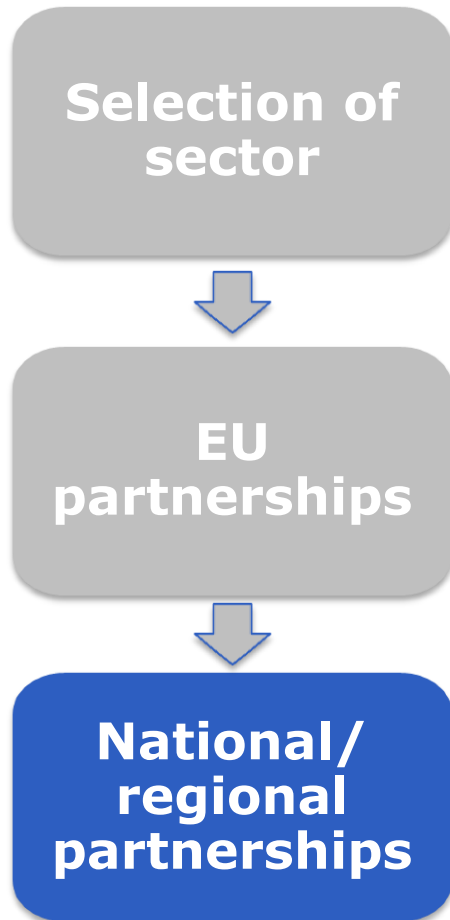 Selection of
sector
EU
partnerships
National/
regional
partnerships